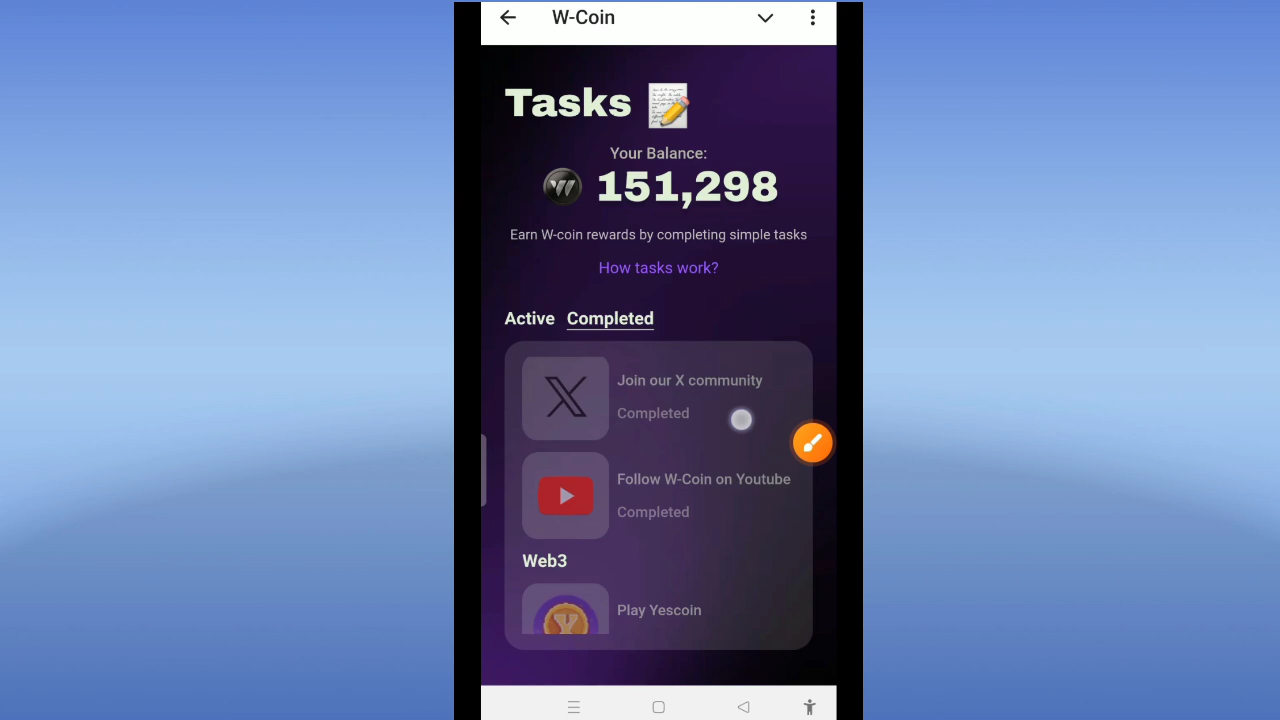 W-Coin
Tasks
Your Balance:
151,298
Earn W-coin rewards by completing simple tasks
How tasks work?
Active Completed
Join our X community
Completed
Follow W-Coin on Youtube
Completed
Web3
Play Yescoin